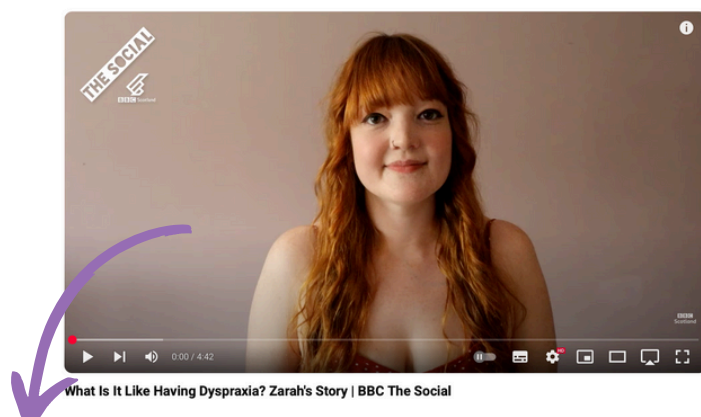 THE SOCIAL
BBC Scotland
BBC
Scotland
0:00 / 4:42
HD
What Is It Like Having Dyspraxia? Zarah's Story | BBC The Social